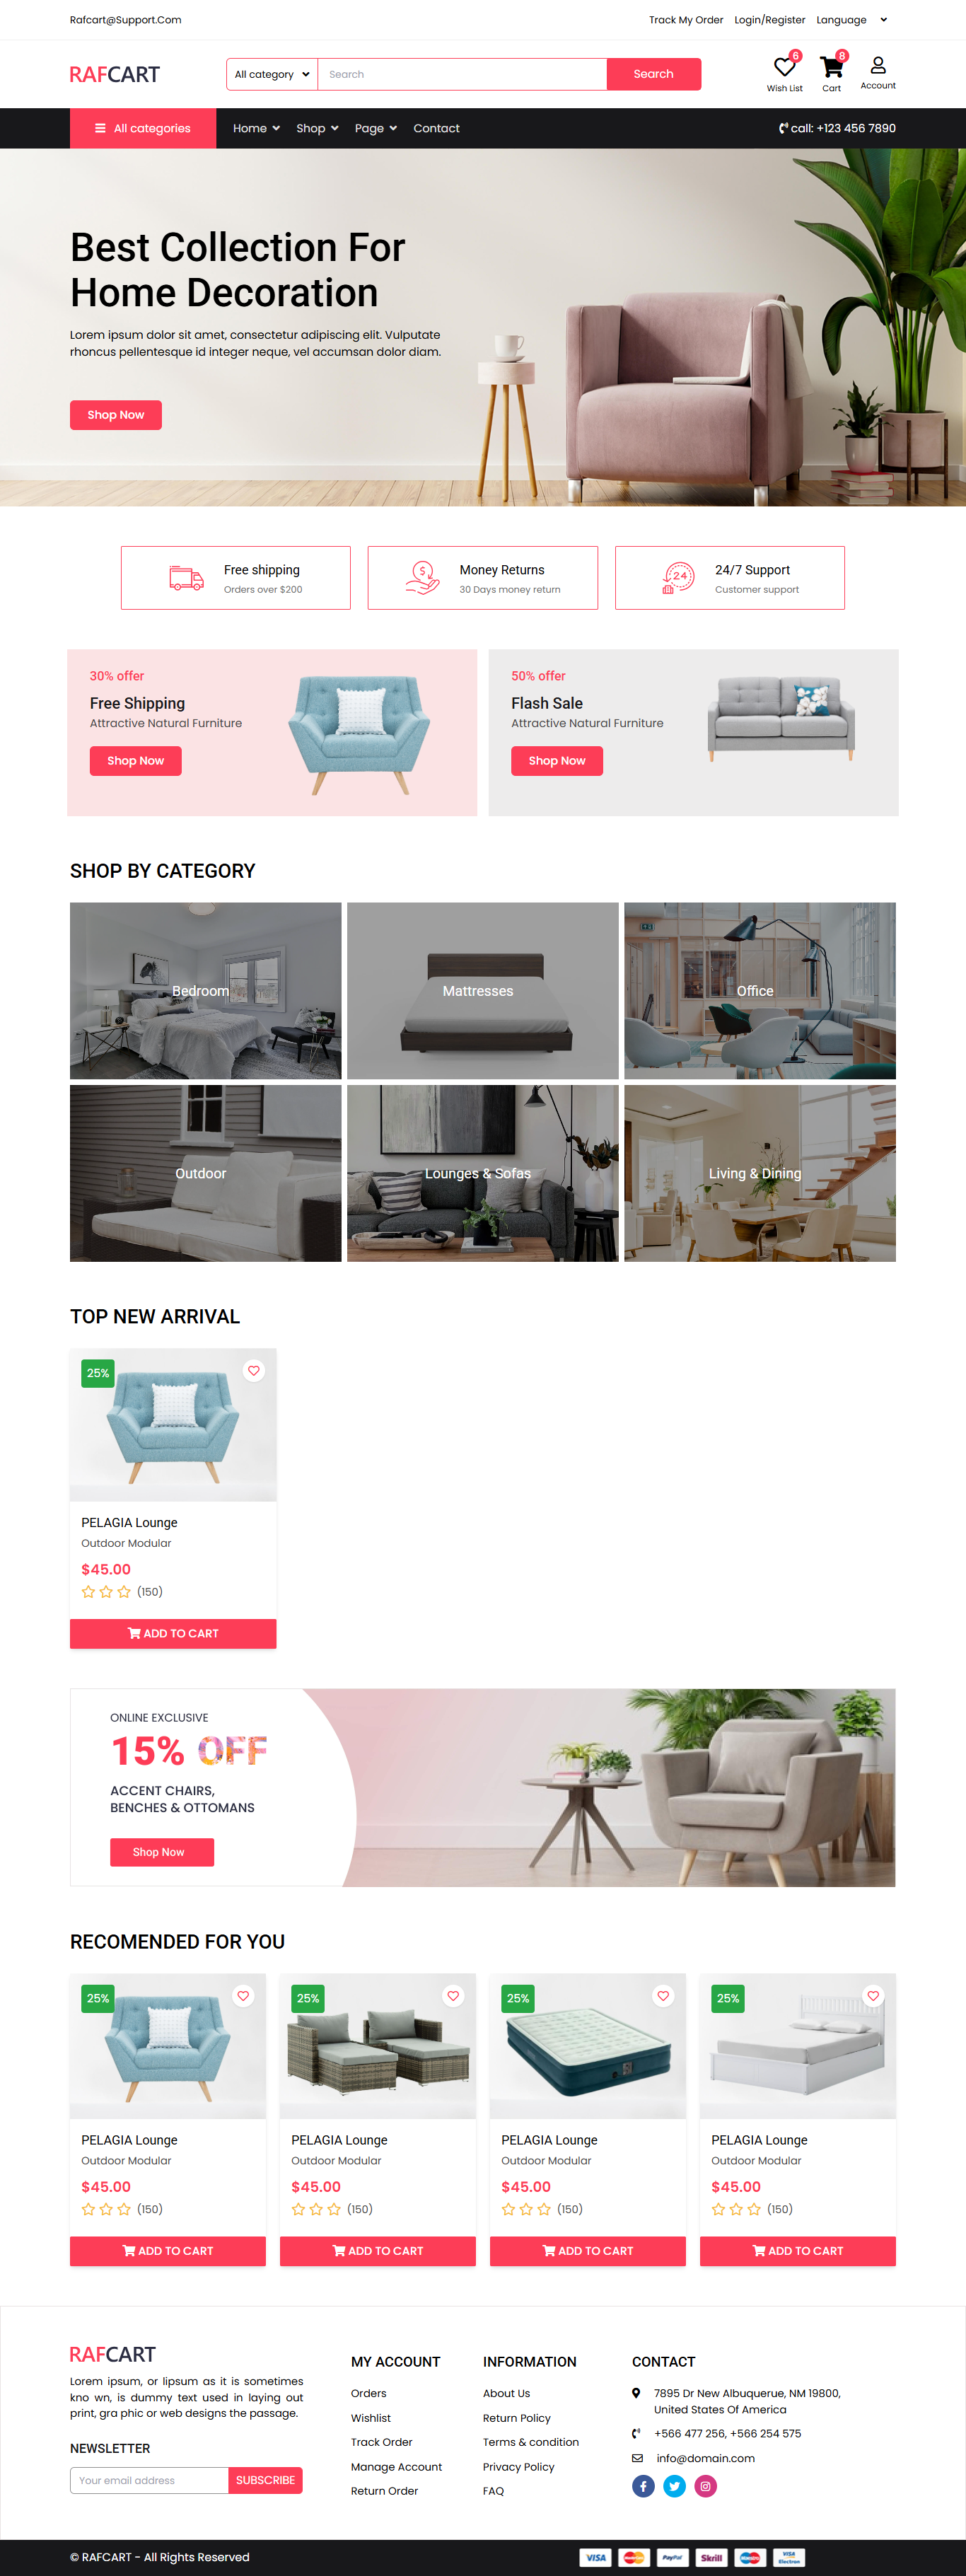 Rafcart@Support.Com
Track My Order Login/Register Language
RAFCART
All category Search Search
6 8
Wish List Cart Account
All categories Home Shop Page Contact call: +123 456 7890
Best Collection For
Home Decoration
Lorem ipsum dolor sit amet, consectetur adipiscing elit. Vulputate
rhoncus pellentesque id integer neque, vel accumsan dolor diam.
Shop Now
Free shipping
Orders over $200
$
Money Returns
30 Days money return
24
24/7 Support
Customer support
30% offer
Free Shipping
Attractive Natural Furniture
Shop Now
50% offer
Flash Sale
Attractive Natural Furniture
Shop Now
SHOP BY CATEGORY
Bedroom Mattresses Office
Outdoor Lounges & Sofas Living & Dining
TOP NEW ARRIVAL
25%
PELAGIA Lounge
Outdoor Modular
$45.00
(150)
ADD TO CART
ONLINE EXCLUSIVE
15% OFF
ACCENT CHAIRS,
BENCHES & OTTOMANS
Shop Now
RECOMENDED FOR YOU
25% 25% 25% 25%
PELAGIA Lounge PELAGIA Lounge PELAGIA Lounge PELAGIA Lounge
Outdoor Modular Outdoor Modular Outdoor Modular Outdoor Modular
$45.00 $45.00 $45.00 $45.00
(150) (150) (150) (150)
ADD TO CART ADD TO CART ADD TO CART ADD TO CART
RAFCART
Lorem ipsum, or lipsum as it is sometimes
kno wn, is dummy text used in laying out
print, gra phic or web designs the passage.
NEWSLETTER
Your email address SUBSCRIBE
MY ACCOUNT
Orders
Wishlist
Track Order
Manage Account
Return Order
INFORMATION
About Us
Return Policy
Terms & condition
Privacy Policy
FAQ
CONTACT
7895 Dr New Albuquerue, NM 19800,
United States Of America
+566 477 256, +566 254 575
info@domain.com
© RAFCART - All Rights Reserved
VISA MasterCard PayPal Skrill Maestro VISA Electron